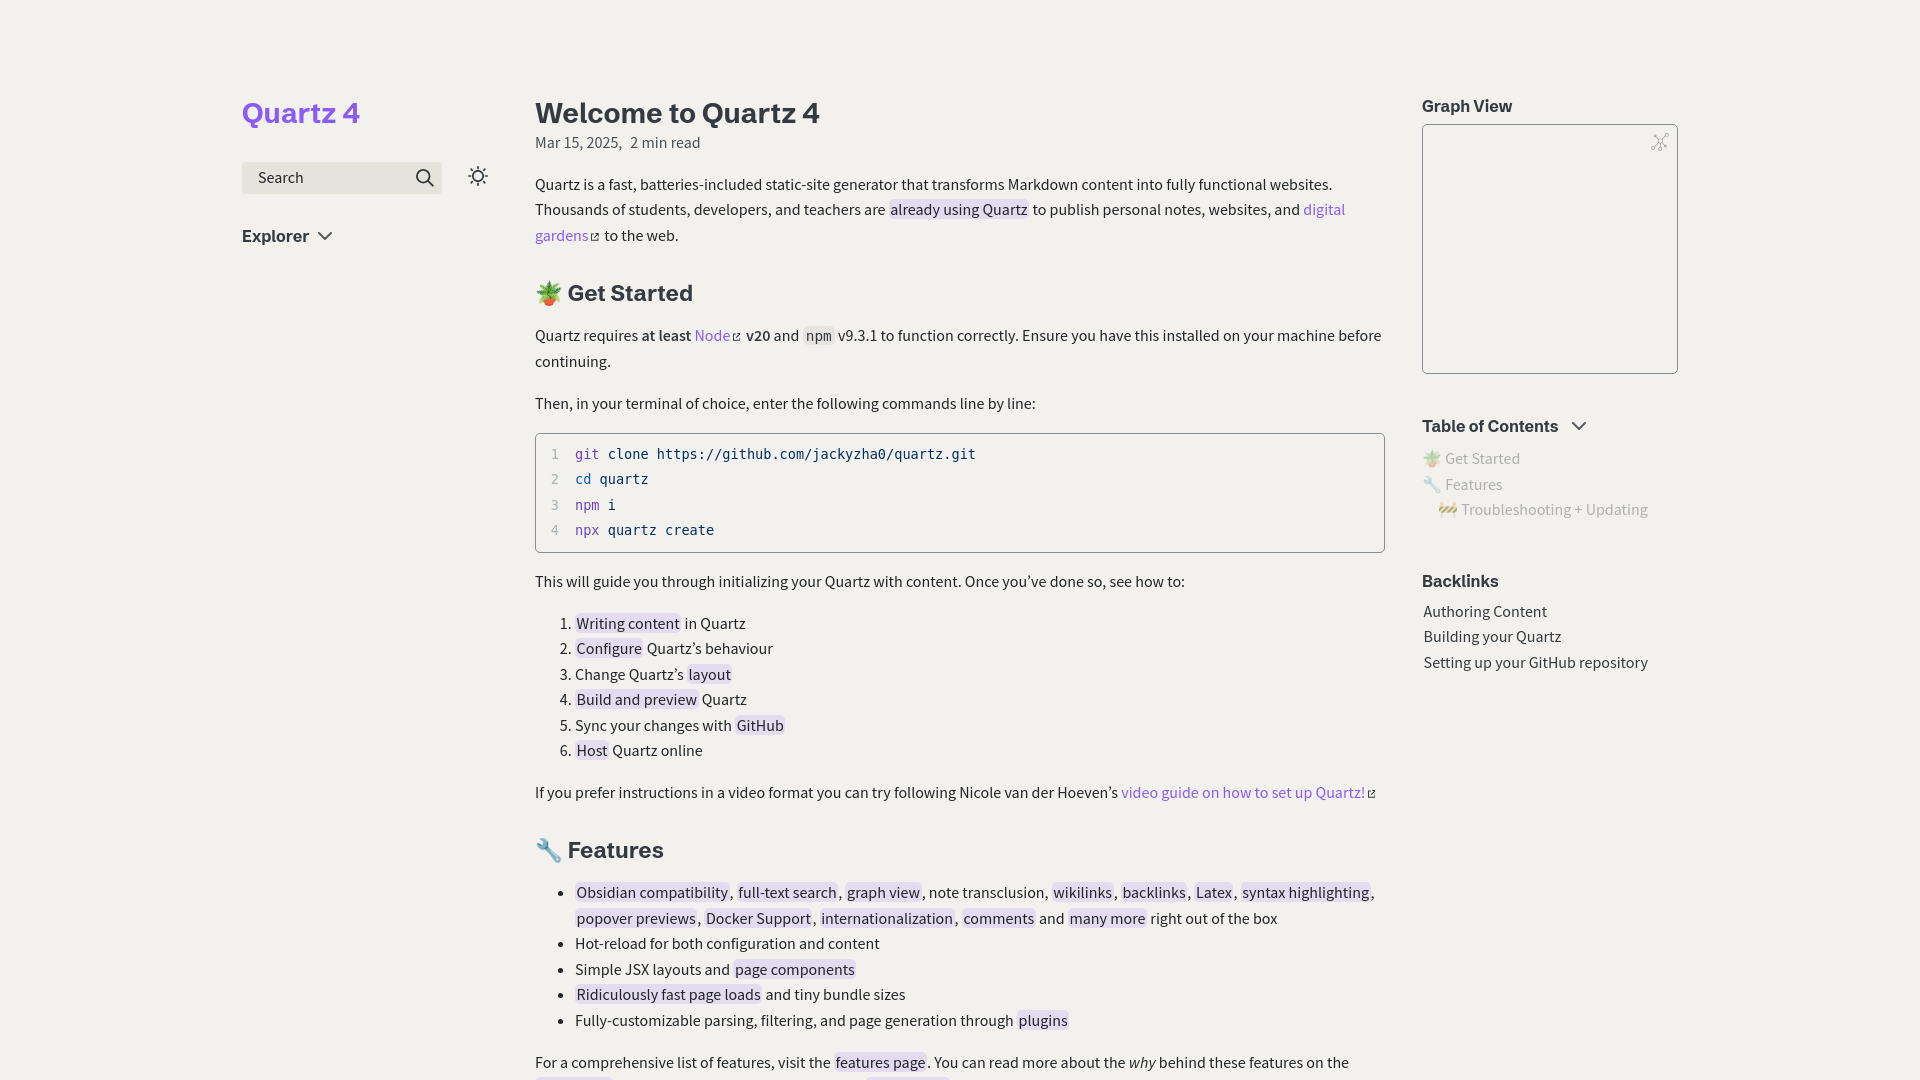 Quartz 4
Search
Explorer
Welcome to Quartz 4
Mar 15, 2025, 2 min read
Quartz is a fast, batteries-included static-site generator that transforms Markdown content into fully functional websites.
Thousands of students, developers, and teachers are already using Quartz to publish personal notes, websites, and digital
gardens to the web.
🪴 Get Started
Quartz requires at least Node v20 and npm v9.3.1 to function correctly. Ensure you have this installed on your machine before
continuing.
Then, in your terminal of choice, enter the following commands line by line:
1 git clone https://github.com/jackyzha0/quartz.git
2 cd quartz
3 npm i
4 npx quartz create
This will guide you through initializing your Quartz with content. Once you’ve done so, see how to:
1. Writing content in Quartz
2. Configure Quartz’s behaviour
3. Change Quartz’s layout
4. Build and preview Quartz
5. Sync your changes with GitHub
6. Host Quartz online
If you prefer instructions in a video format you can try following Nicole van der Hoeven’s video guide on how to set up Quartz!
🔧 Features
• Obsidian compatibility, full-text search, graph view, note transclusion, wikilinks, backlinks, Latex, syntax highlighting,
popover previews, Docker Support, internationalization, comments and many more right out of the box
• Hot-reload for both configuration and content
• Simple JSX layouts and page components
• Ridiculously fast page loads and tiny bundle sizes
• Fully-customizable parsing, filtering, and page generation through plugins
For a comprehensive list of features, visit the features page. You can read more about the why behind these features on the
Graph View
Table of Contents
🪴 Get Started
🔧 Features
🚧 Troubleshooting + Updating
Backlinks
Authoring Content
Building your Quartz
Setting up your GitHub repository